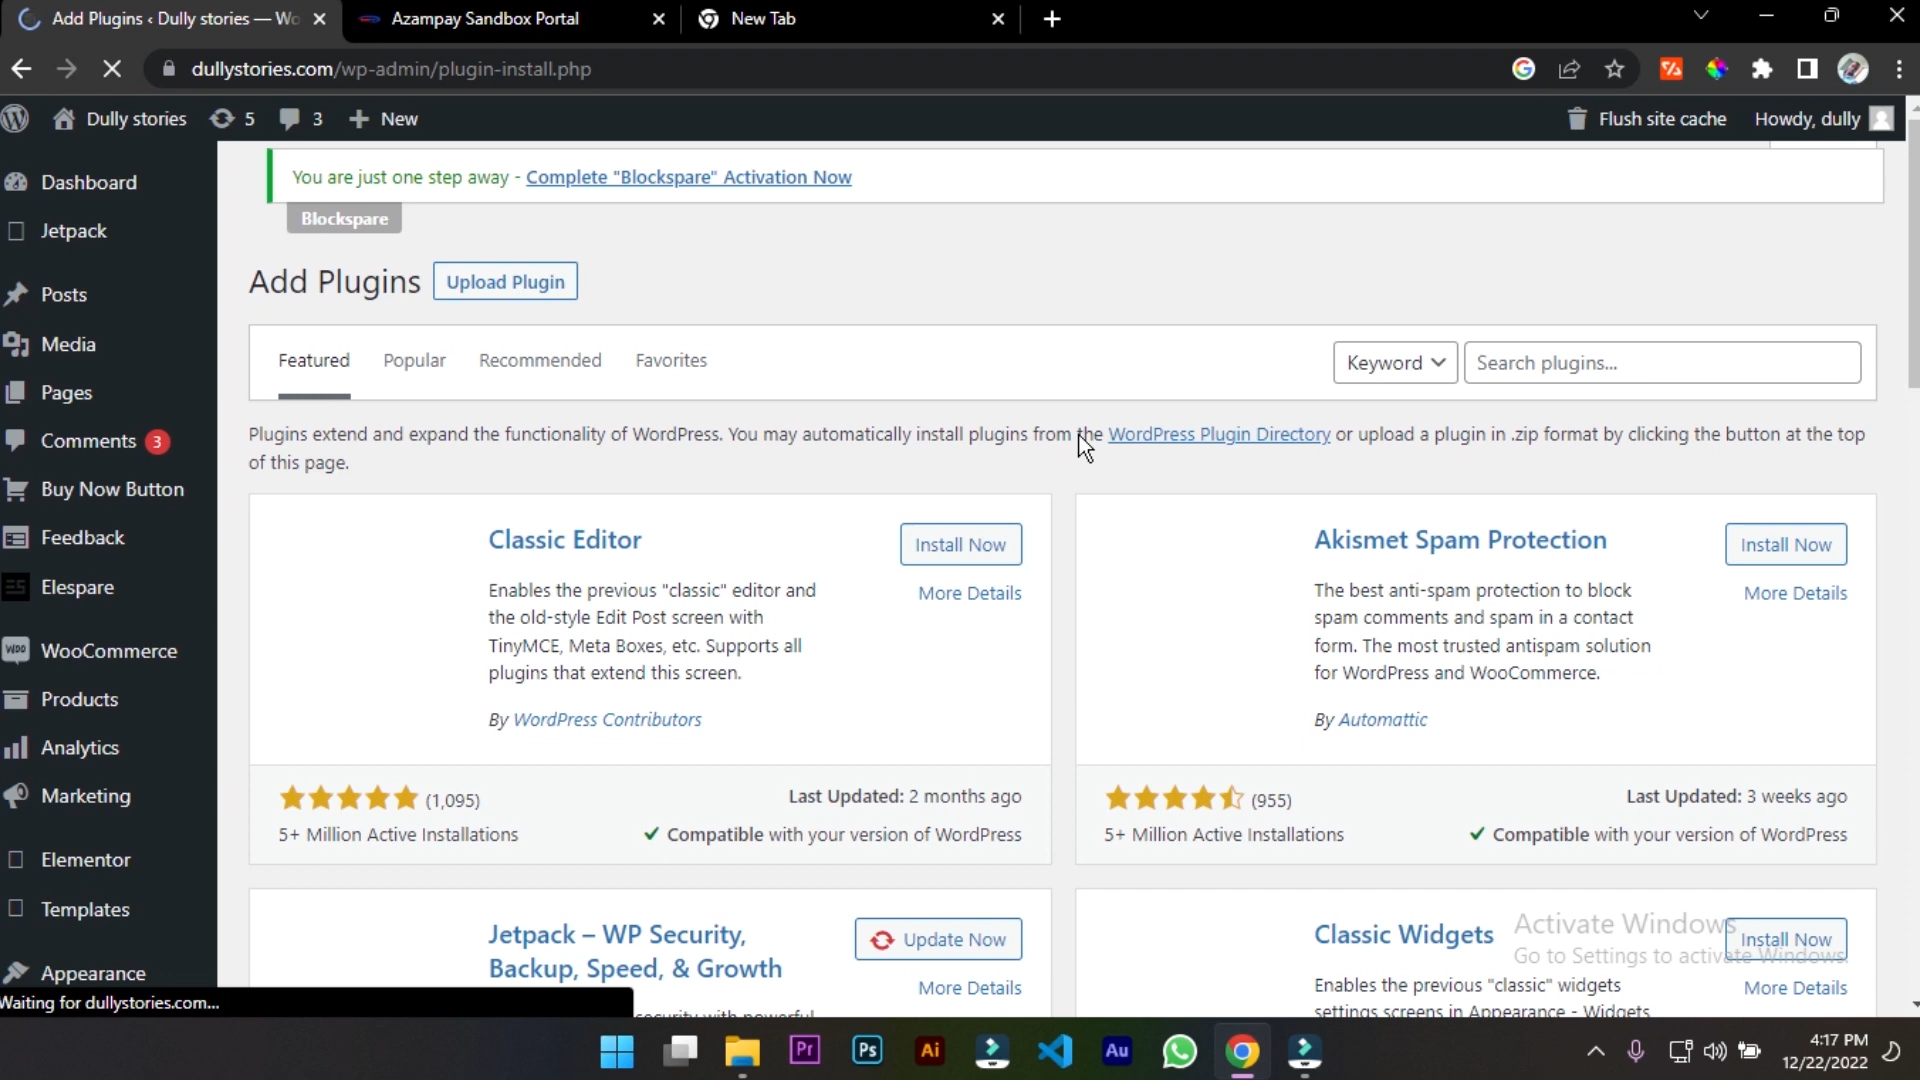 Add Plugins ‹ Dully stories — Wo
Azampay Sandbox Portal
New Tab
dullystories.com/wp-admin/plugin-install.php
Dully stories
5
3
New
Flush site cache
Howdy, dully
Dashboard
Jetpack
Posts
Media
Pages
Comments 3
Buy Now Button
Feedback
Elespare
WooCommerce
Products
Analytics
Marketing
Elementor
Templates
Appearance
Waiting for dullystories.com...
You are just one step away - Complete "Blockspare" Activation Now
Blockspare
Add Plugins
Upload Plugin
Featured
Popular
Recommended
Favorites
Keyword
Search plugins...
Plugins extend and expand the functionality of WordPress. You may automatically install plugins from the WordPress Plugin Directory or upload a plugin in .zip format by clicking the button at the top
of this page.
Classic Editor
Install Now
More Details
Enables the previous "classic" editor and
the old-style Edit Post screen with
TinyMCE, Meta Boxes, etc. Supports all
plugins that extend this screen.
By WordPress Contributors
(1,095)
Last Updated: 2 months ago
5+ Million Active Installations
Compatible with your version of WordPress
Akismet Spam Protection
Install Now
More Details
The best anti-spam protection to block
spam comments and spam in a contact
form. The most trusted antispam solution
for WordPress and WooCommerce.
By Automattic
(955)
Last Updated: 3 weeks ago
5+ Million Active Installations
Compatible with your version of WordPress
Jetpack – WP Security,
Backup, Speed, & Growth
Update Now
More Details
security with powerful
Classic Widgets
Install Now
More Details
Enables the previous "classic" widgets
settings screens in Appearance - Widgets
Activate Windows
Go to Settings to activate Windows.
Pr
Ps
Ai
Au
4:17 PM
12/22/2022